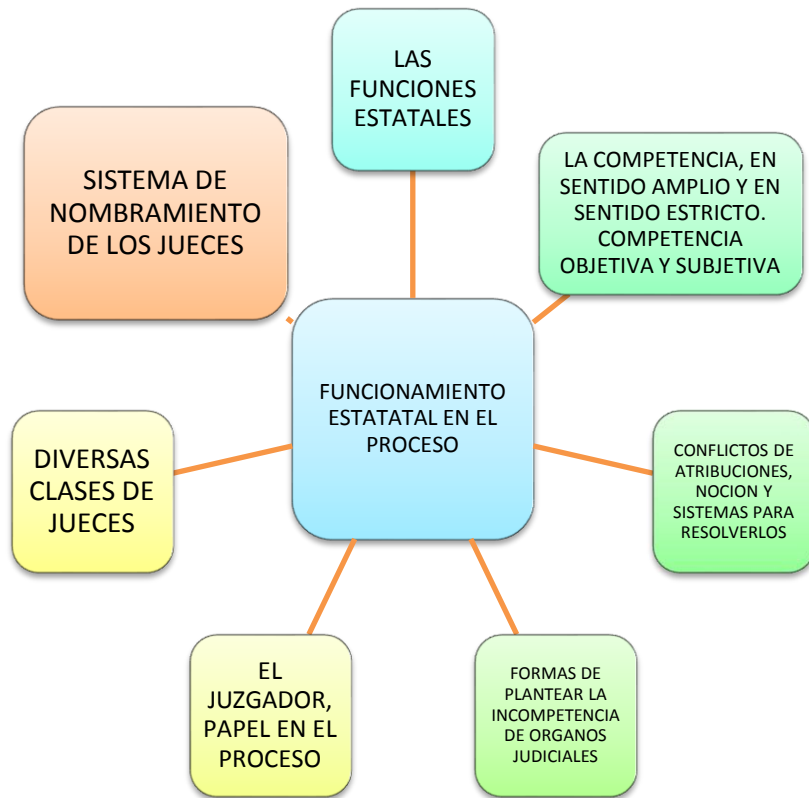 LAS
FUNCIONES
ESTATALES
LA COMPETENCIA, EN
SENTIDO AMPLIO Y EN
SENTIDO ESTRICTO.
COMPETENCIA
OBJETIVA Y SUBJETIVA
SISTEMA DE
NOMBRAMIENTO
DE LOS JUECES
FUNCIONAMIENTO
ESTATATAL EN EL
PROCESO
CONFLICTOS DE
ATRIBUCIONES,
NOCION Y
SISTEMAS PARA
RESOLVERLOS
DIVERSAS
CLASES DE
JUECES
EL
JUZGADOR,
PAPEL EN EL
PROCESO
FORMAS DE
PLANTEAR LA
INCOMPETENCIA
DE ORGANOS
JUDICIALES